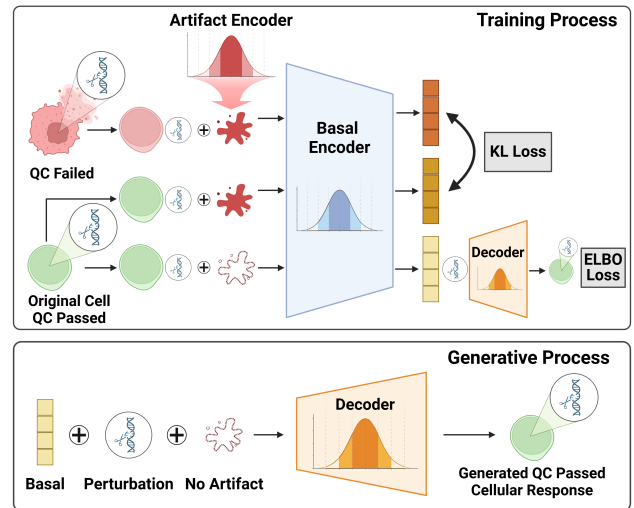 Artifact Encoder
Training Process
Basal
Encoder
KL Loss
QC Failed
Original Cell
QC Passed
Decoder
ELBO
Loss
Generative Process
Decoder
Basal
Perturbation
No Artifact
Generated QC Passed
Cellular Response